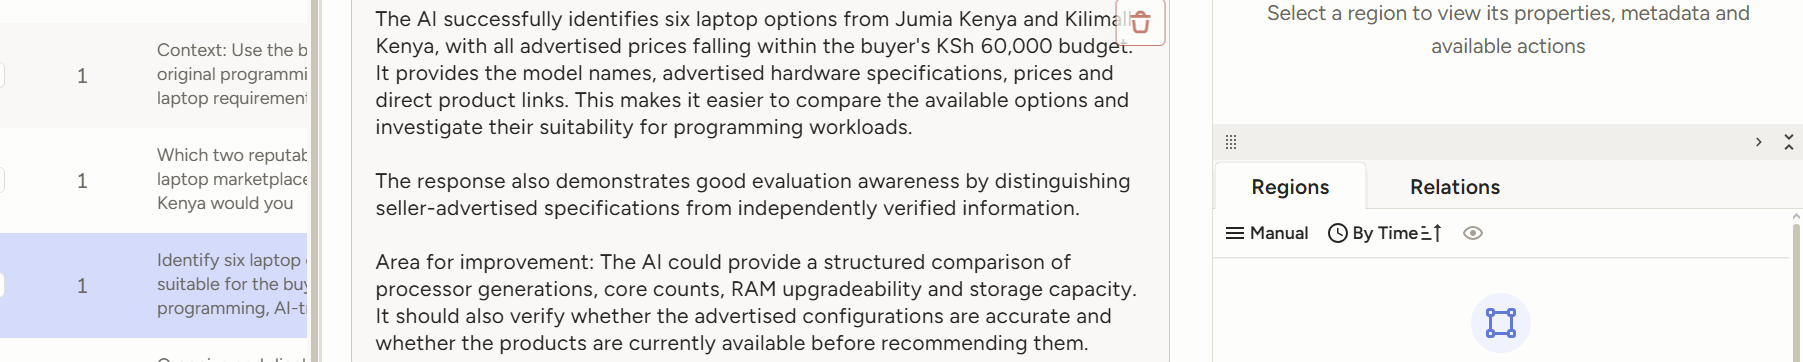 Context: Use the b
original programmi
laptop requirement
1
Which two reputab
laptop marketplace
Kenya would you
1
Identify six laptop
suitable for the buy
programming, AI-t
1
The AI successfully identifies six laptop options from Jumia Kenya and Kilimall
Kenya, with all advertised prices falling within the buyer's KSh 60,000 budget.
It provides the model names, advertised hardware specifications, prices and
direct product links. This makes it easier to compare the available options and
investigate their suitability for programming workloads.
The response also demonstrates good evaluation awareness by distinguishing
seller-advertised specifications from independently verified information.
Area for improvement: The AI could provide a structured comparison of
processor generations, core counts, RAM upgradeability and storage capacity.
It should also verify whether the advertised configurations are accurate and
whether the products are currently available before recommending them.
Select a region to view its properties, metadata and
available actions
Regions
Relations
Manual
By Time